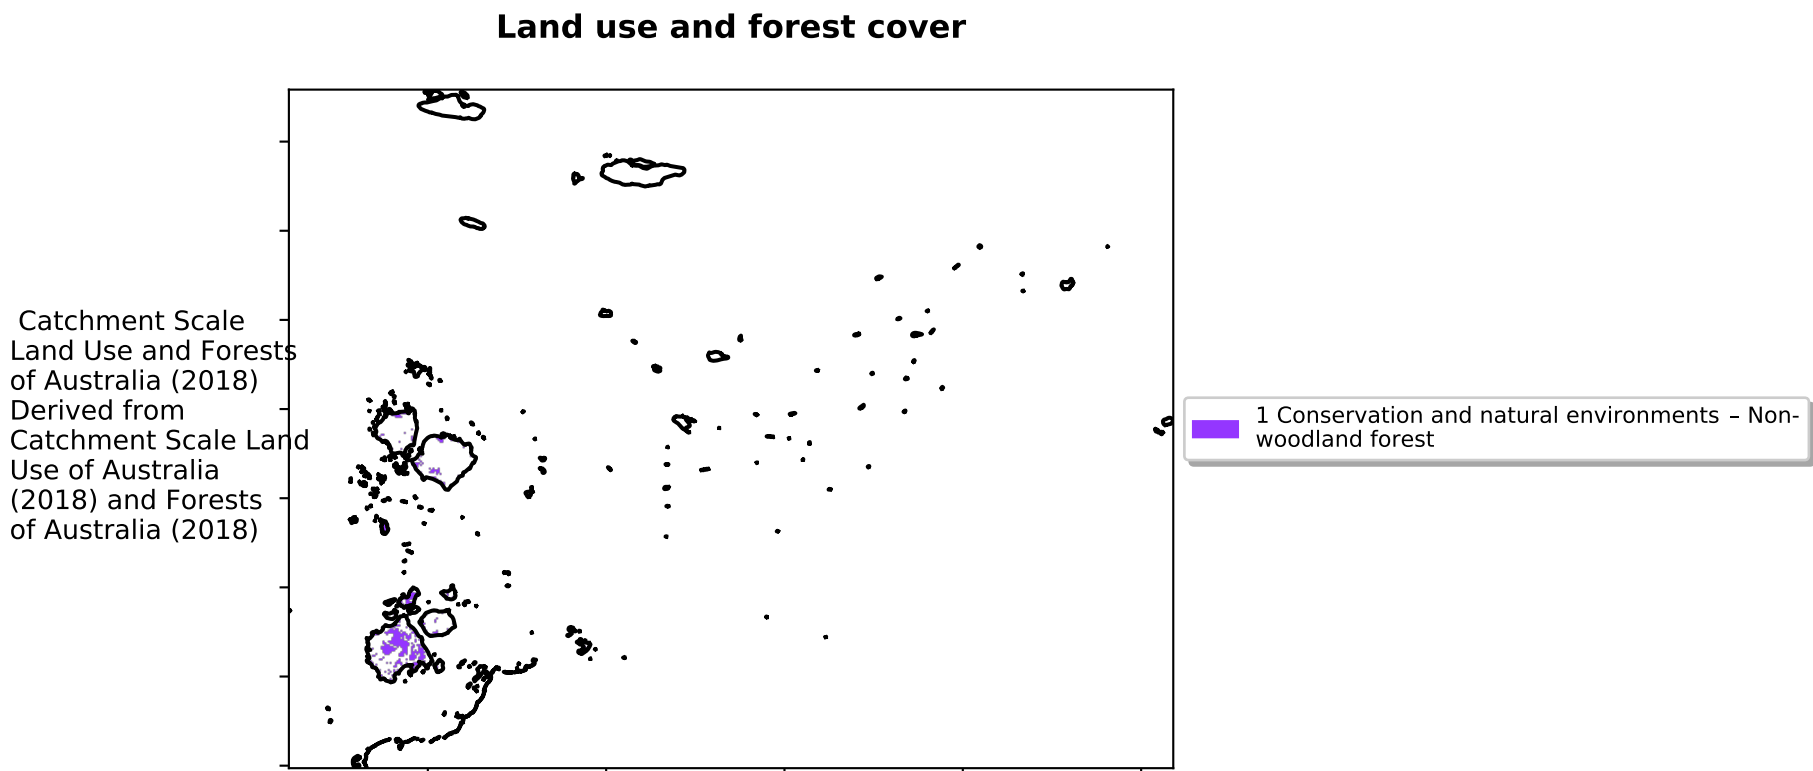 Land use and forest cover
Catchment Scale
Land Use and Forests
of Australia (2018)
Derived from
Catchment Scale Land
Use of Australia
(2018) and Forests
of Australia (2018)
1 Conservation and natural environments – Non-
woodland forest